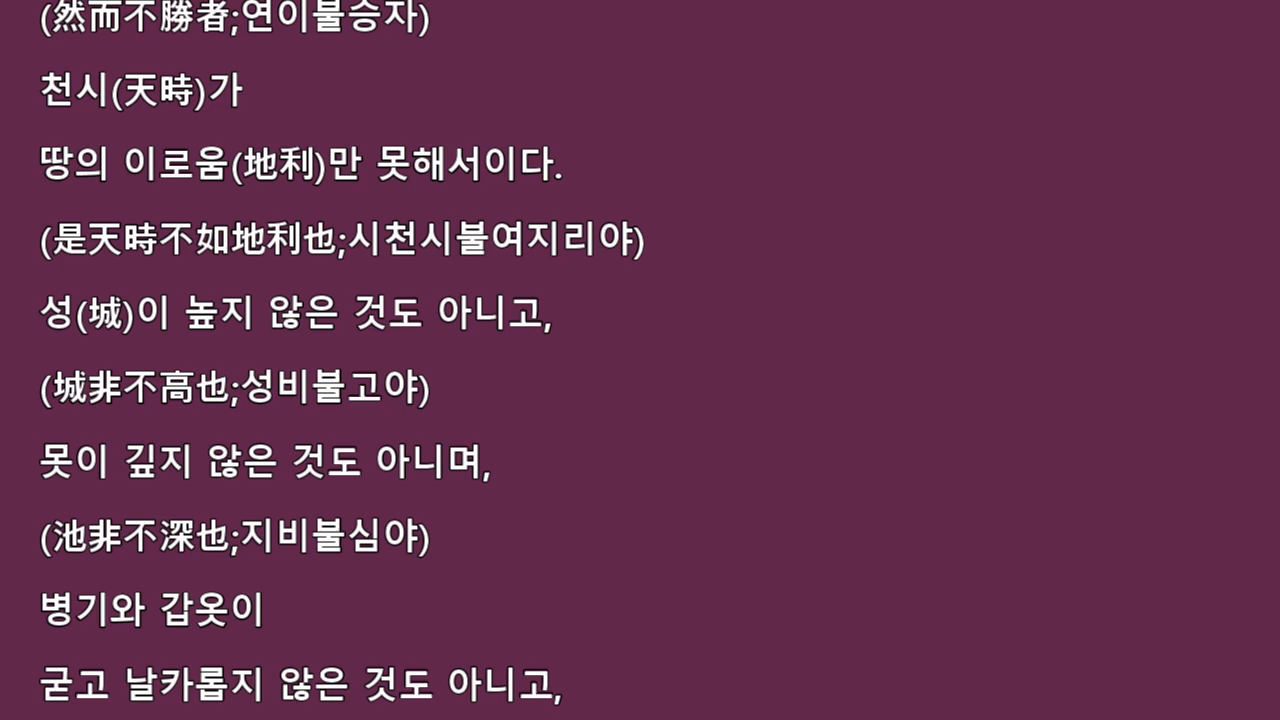 (然而不勝者;연이불승자)
천시(天時)가
땅의 이로움(地利)만 못해서이다.
(是天時不如地利也;시천시불여지리야)
성(城)이 높지 않은 것도 아니고,
(城非不高也;성비불고야)
못이 깊지 않은 것도 아니며,
(池非不深也;지비불심야)
병기와 갑옷이
굳고 날카롭지 않은 것도 아니고,